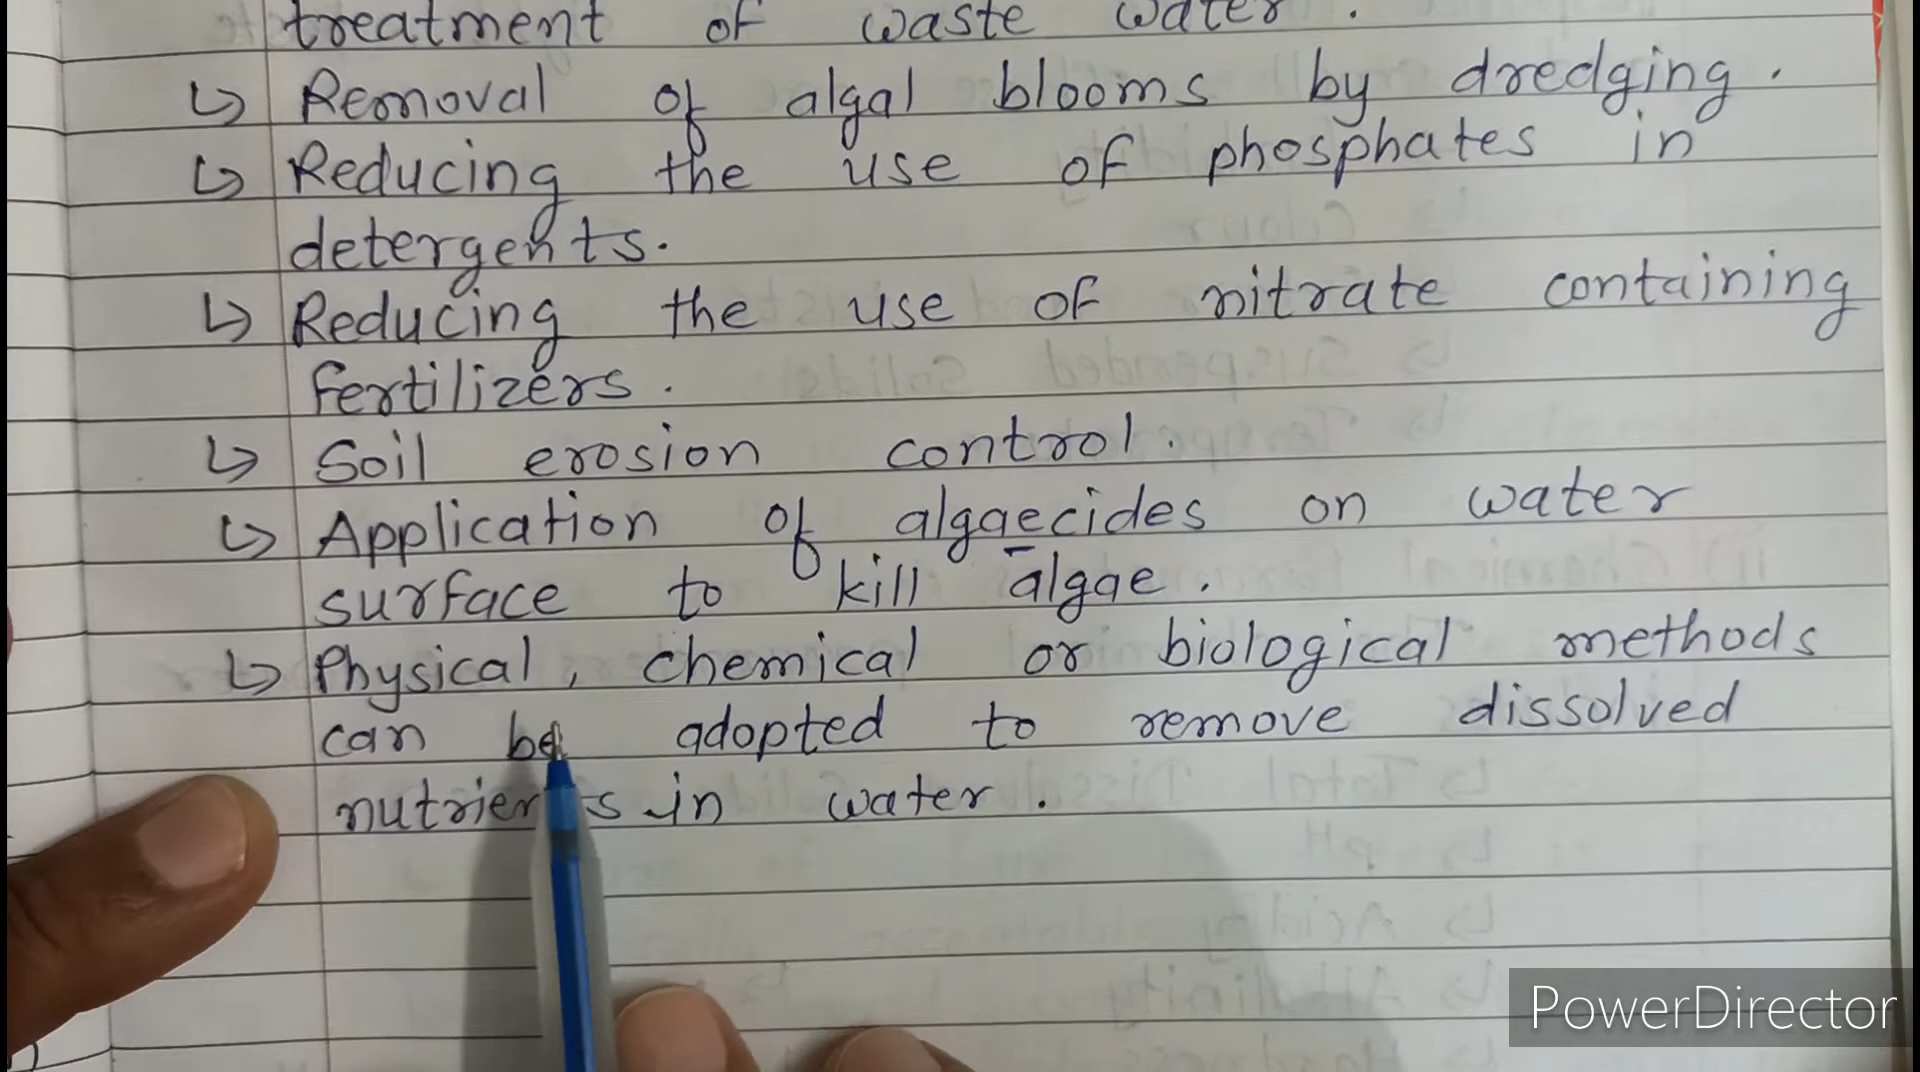 treatment of waste water.
↳ Removal of algal blooms by dredging.
↳ Reducing the use of phosphates in
detergents.
↳ Reducing the use of nitrate containing
fertilizers.
↳ Soil erosion control.
↳ Application of algaecides on water
surface to kill algae.
↳ Physical, chemical or biological methods
can be adopted to remove dissolved
nutrients in water.
PowerDirector